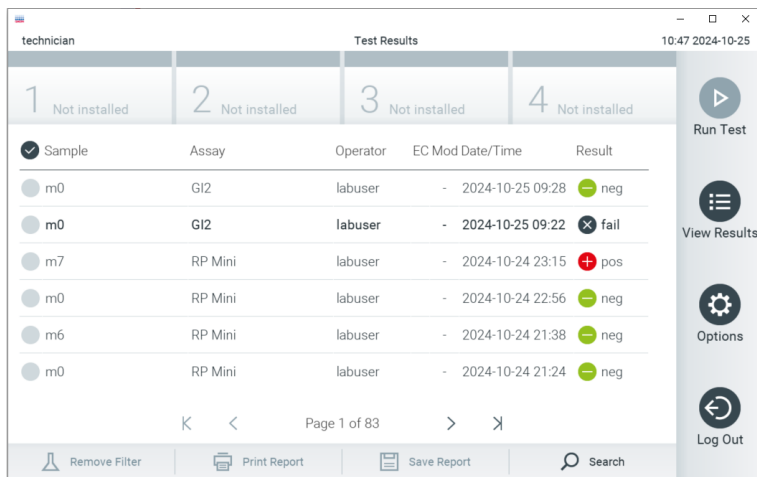 technician Test Results 10:47 2024-10-25
1 Not installed 2 Not installed 3 Not installed 4 Not installed
Run Test
Sample Assay Operator EC Mod Date/Time Result
m0 GI2 labuser - 2024-10-25 09:28 neg
m0 GI2 labuser - 2024-10-25 09:22 fail
View Results
m7 RP Mini labuser - 2024-10-24 23:15 pos
m0 RP Mini labuser - 2024-10-24 22:56 neg
m6 RP Mini labuser - 2024-10-24 21:38 neg
Options
m0 RP Mini labuser - 2024-10-24 21:24 neg
Page 1 of 83
Log Out
Remove Filter Print Report Save Report Search